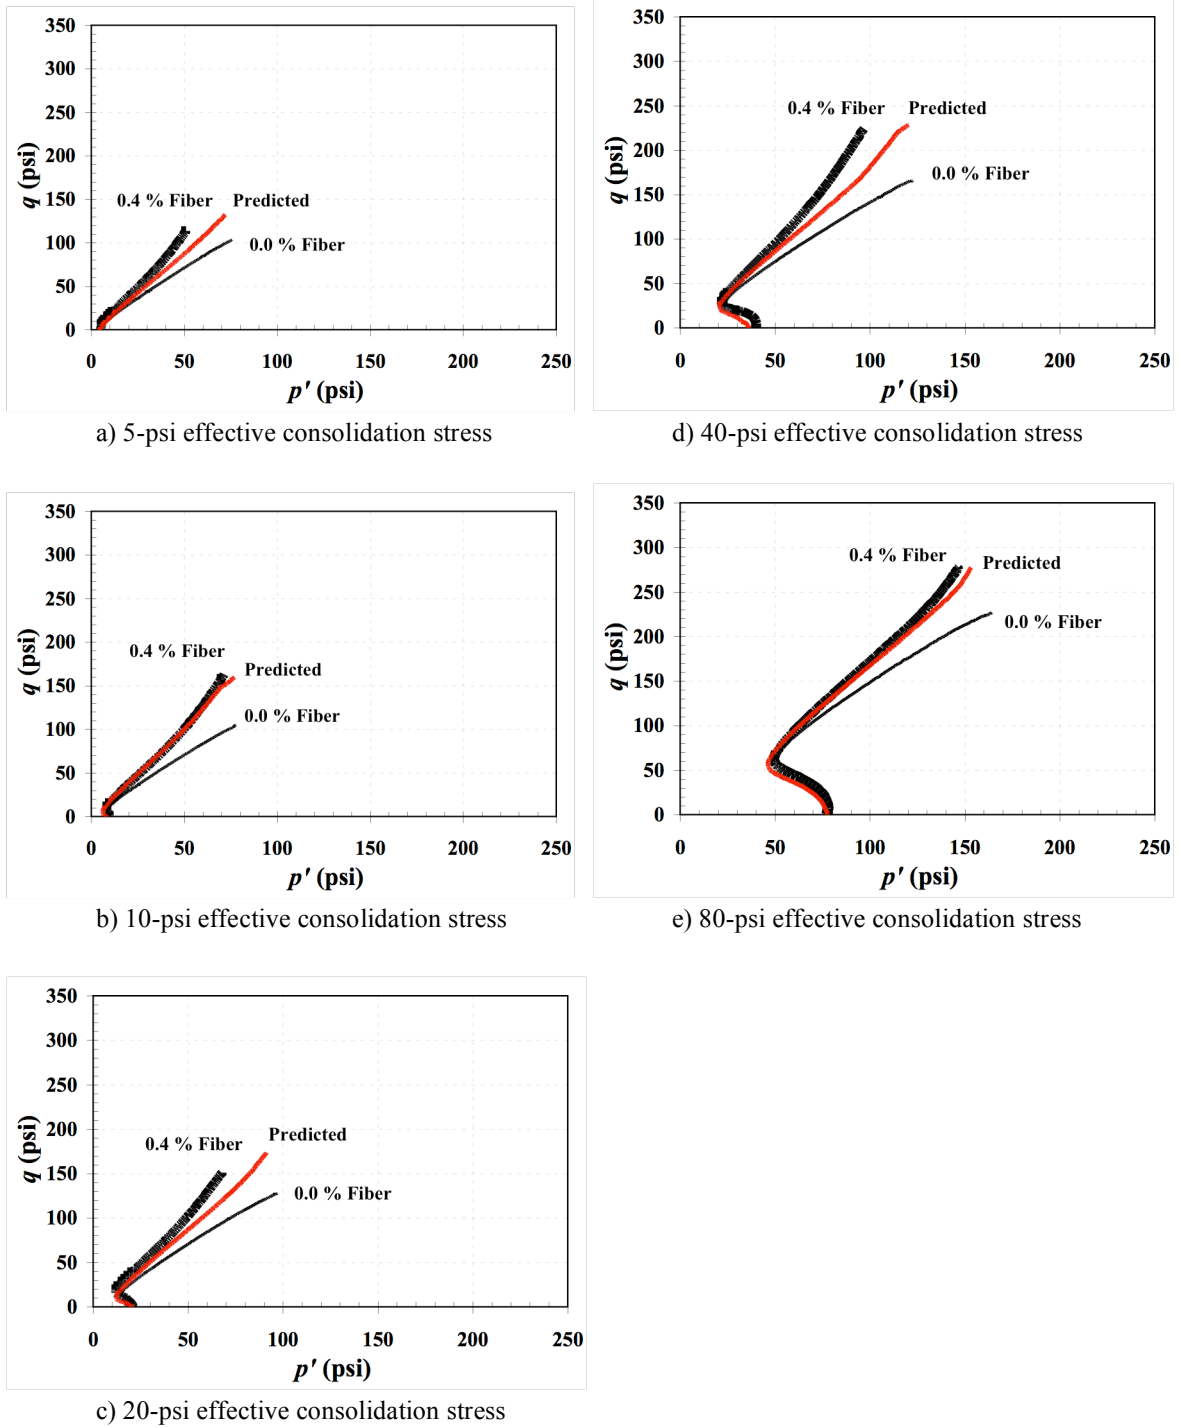 350
300
250
200
150
100
50
0
q (psi)
0.4 % Fiber
Predicted
0.0 % Fiber
0 50 100 150 200 250
p' (psi)
a) 5-psi effective consolidation stress
350
300
250
200
150
100
50
0
q (psi)
0.4 % Fiber
Predicted
0.0 % Fiber
0 50 100 150 200 250
p' (psi)
b) 10-psi effective consolidation stress
350
300
250
200
150
100
50
0
q (psi)
0.4 % Fiber
Predicted
0.0 % Fiber
0 50 100 150 200 250
p' (psi)
c) 20-psi effective consolidation stress
350
300
250
200
150
100
50
0
q (psi)
0.4 % Fiber Predicted
0.0 % Fiber
0 50 100 150 200 250
p' (psi)
d) 40-psi effective consolidation stress
350
300
250
200
150
100
50
0
q (psi)
0.4 % Fiber
Predicted
0.0 % Fiber
0 50 100 150 200 250
p' (psi)
e) 80-psi effective consolidation stress